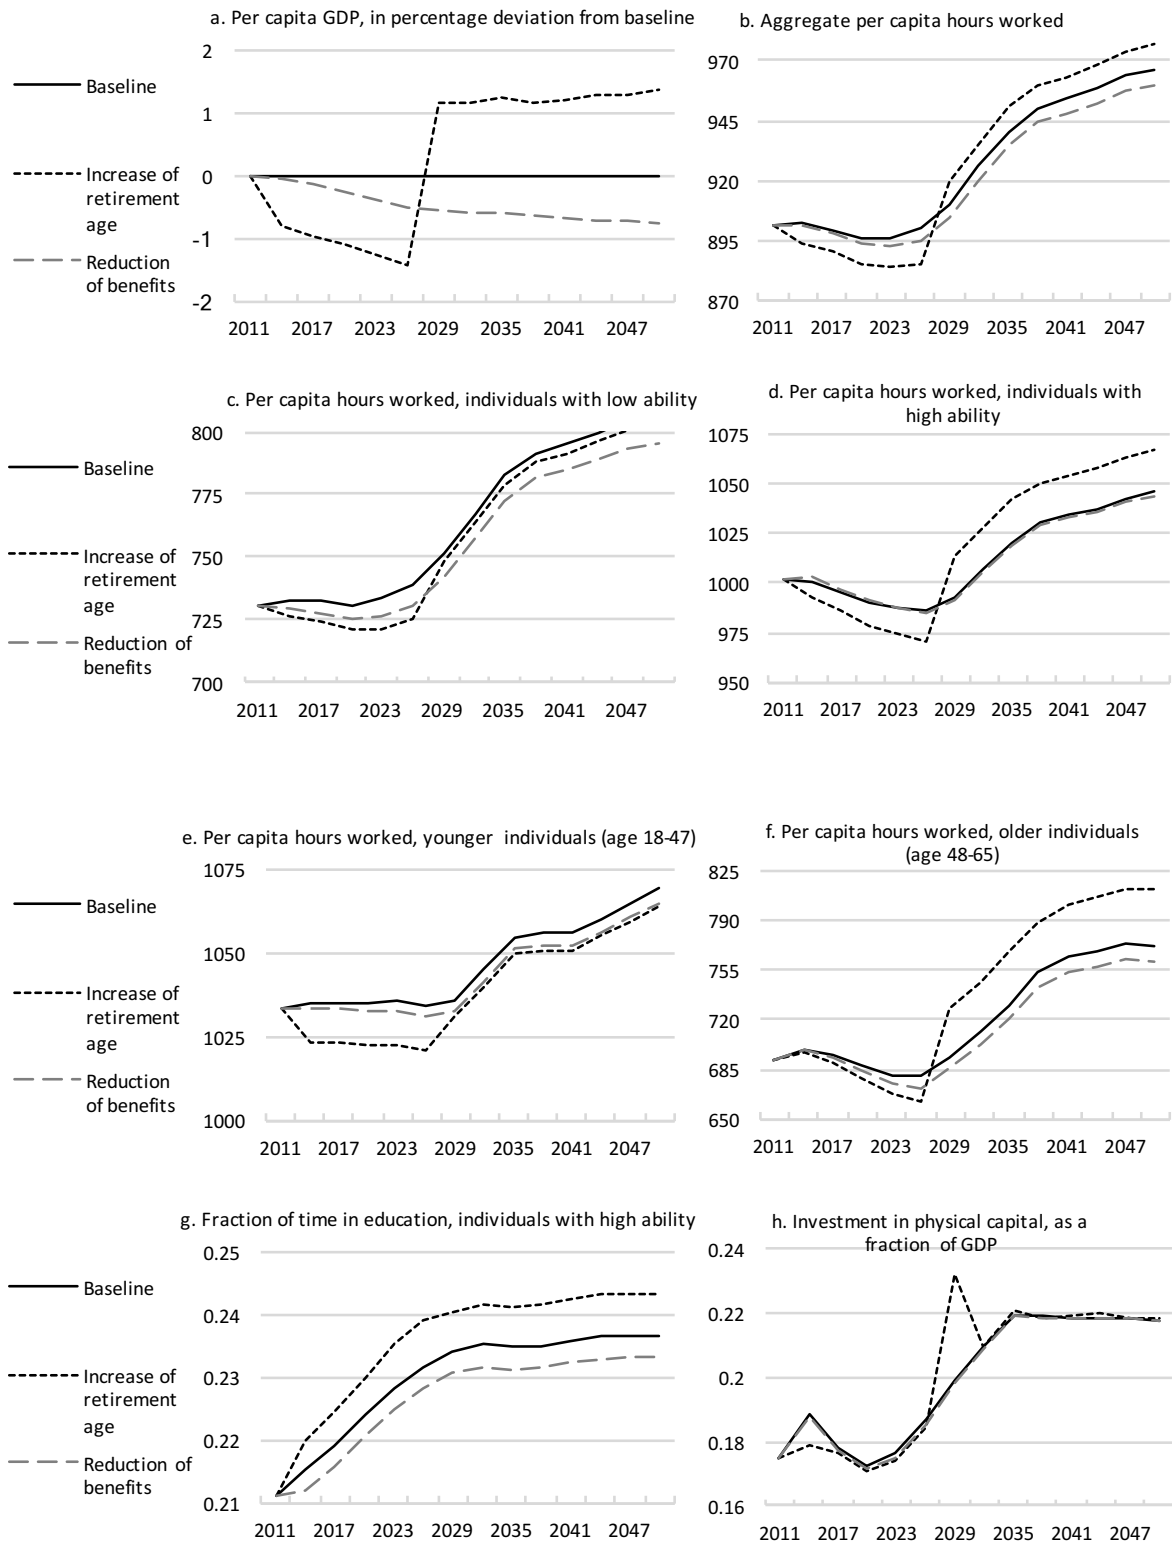 a. Per capita GDP, in percentage deviation from baseline
2
1
0
-1
-2
2011 2017 2023 2029 2035 2041 2047
Baseline
Increase of
retirement
age
Reduction
of benefits
b. Aggregate per capita hours worked
970
945
920
895
870
2011 2017 2023 2029 2035 2041 2047
c. Per capita hours worked, individuals with low ability
800
775
750
725
700
2011 2017 2023 2029 2035 2041 2047
Baseline
Increase of
retirement
age
Reduction of
benefits
d. Per capita hours worked, individuals with
high ability
1075
1050
1025
1000
975
950
2011 2017 2023 2029 2035 2041 2047
e. Per capita hours worked, younger individuals (age 18-47)
1075
1050
1025
1000
2011 2017 2023 2029 2035 2041 2047
Baseline
Increase of
retirement
age
Reduction
of benefits
f. Per capita hours worked, older individuals
(age 48-65)
825
790
755
720
685
650
2011 2017 2023 2029 2035 2041 2047
g. Fraction of time in education, individuals with high ability
0.25
0.24
0.23
0.22
0.21
2011 2017 2023 2029 2035 2041 2047
Baseline
Increase of
retirement
age
Reduction of
benefits
h. Investment in physical capital, as a
fraction of GDP
0.24
0.22
0.2
0.18
0.16
2011 2017 2023 2029 2035 2041 2047